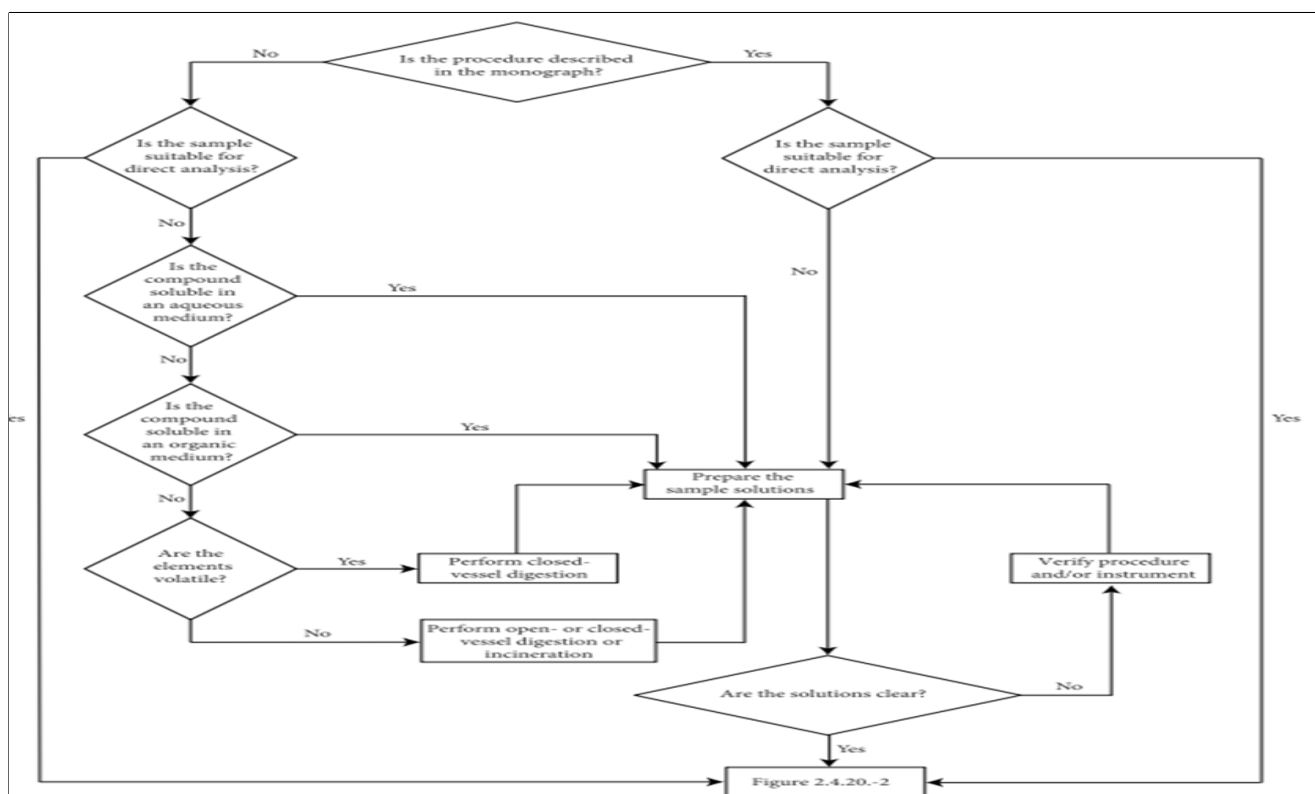 No
Is the procedure described
in the monograph?
Yes
Is the sample
suitable for
direct analysis?
Is the sample
suitable for
direct analysis?
No
Is the
compound
soluble in
an aqueous
medium?
Yes
No
No
Is the
compound
soluble in
an organic
medium?
Yes
es
Yes
No
Prepare the
sample solutions
Are the
elements
volatile?
Yes
Perform closed-
vessel digestion
Verify procedure
and/or instrument
No
Perform open- or closed-
vessel digestion or
incineration
Are the solutions clear?
No
Yes
Figure 2.4.20.-2